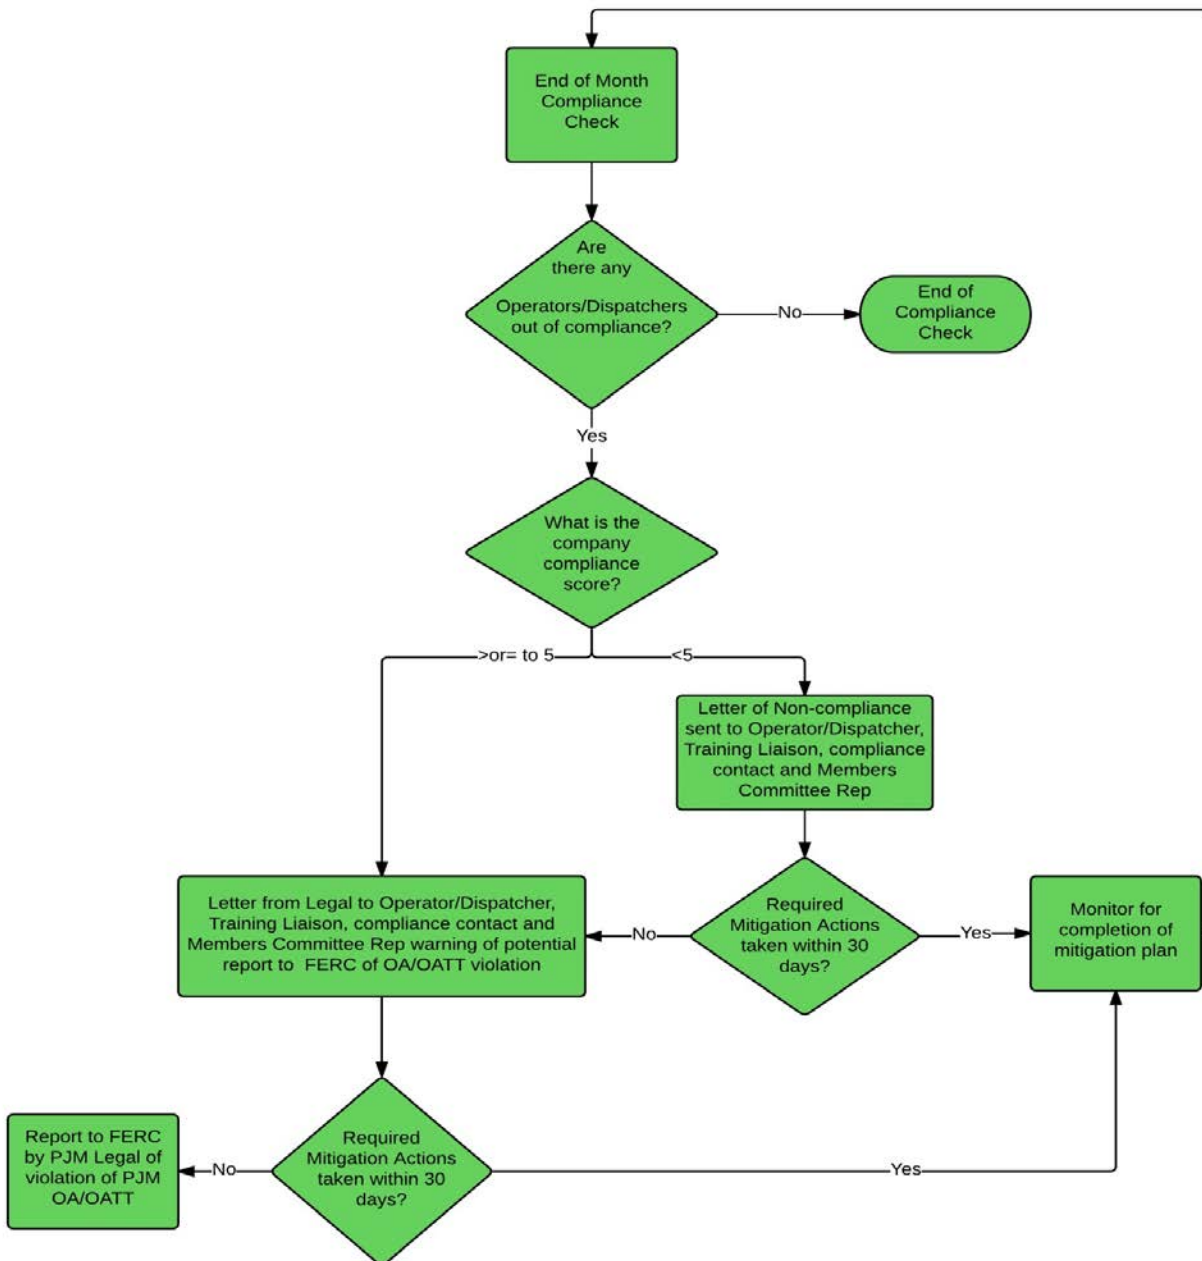 End of Month
Compliance
Check
Are
there any
Operators/Dispatchers
out of compliance?
No
End of
Compliance
Check
Yes
What is the
company
compliance
score?
>or= to 5
<5
Letter of Non-compliance
sent to Operator/Dispatcher,
Training Liaison, compliance
contact and Members
Committee Rep
Letter from Legal to Operator/Dispatcher,
Training Liaison, compliance contact and
Members Committee Rep warning of potential
report to  FERC of OA/OATT violation
No
Required
Mitigation Actions
taken within 30
days?
Yes
Monitor for
completion of
mitigation plan
Report to FERC
by PJM Legal of
violation of PJM
OA/OATT
No
Required
Mitigation Actions
taken within 30
days?
Yes